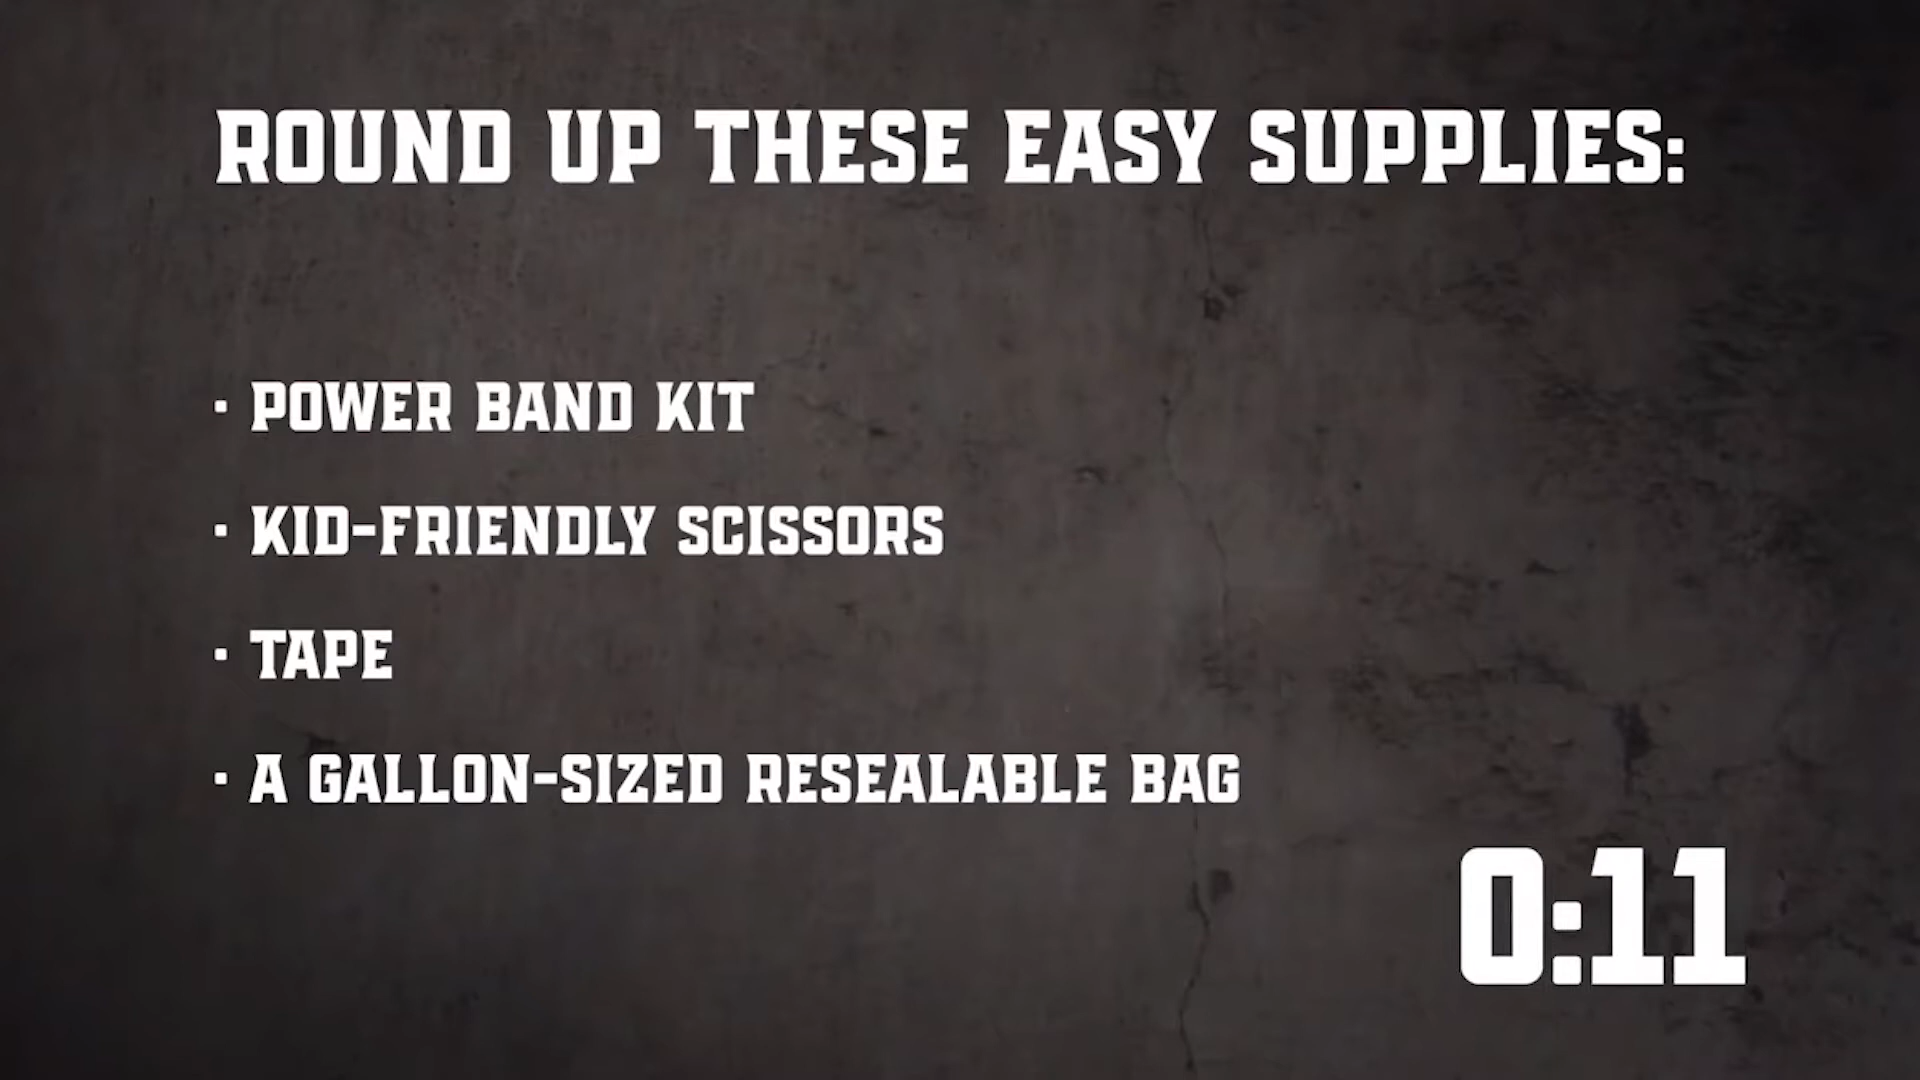 ROUND UP THESE EASY SUPPLIES:
· POWER BAND KIT
· KID-FRIENDLY SCISSORS
· TAPE
· A GALLON-SIZED RESEALABLE BAG
0:11